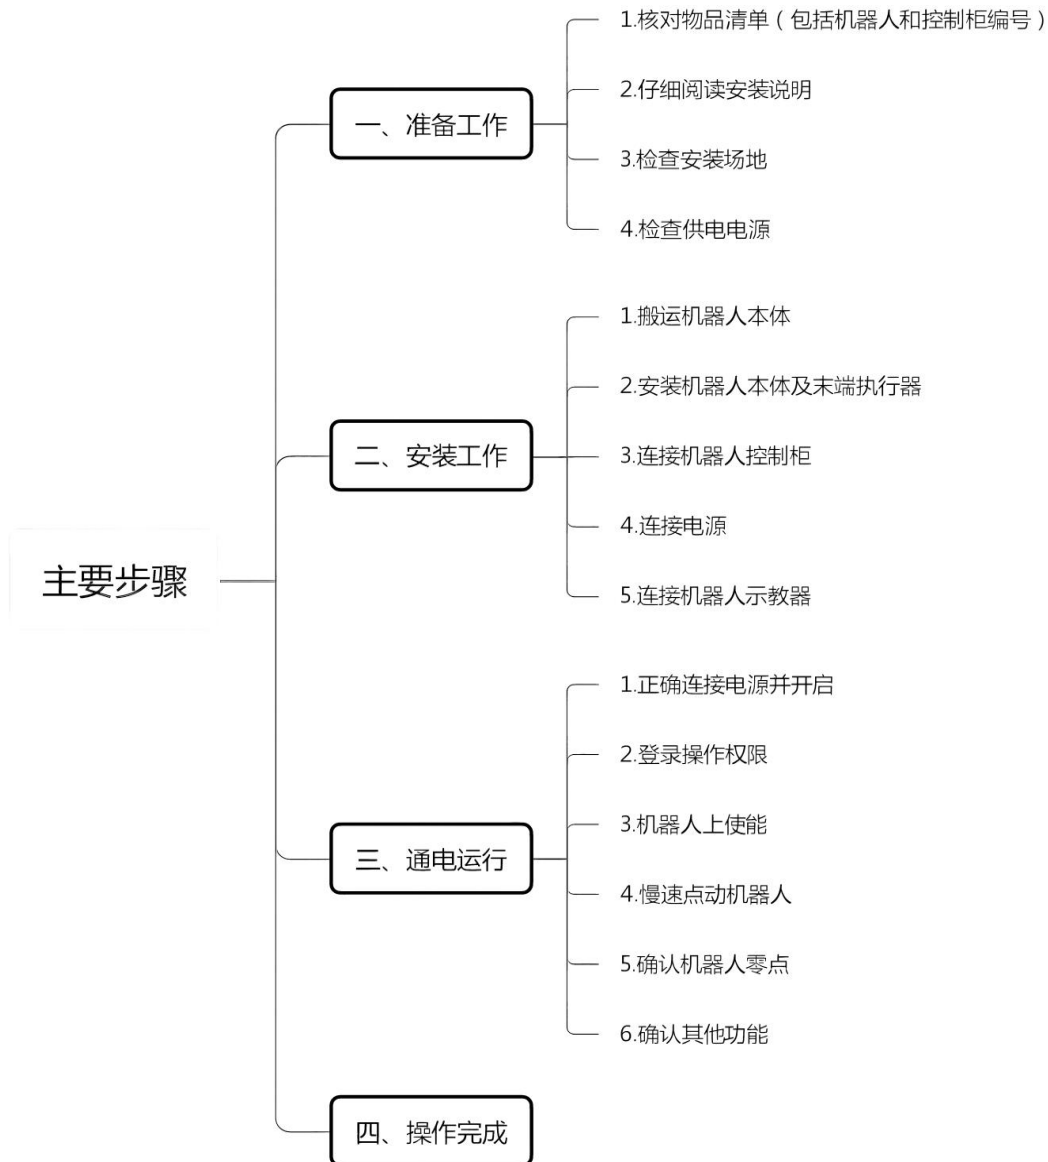 主要步骤
一、准备工作
1.核对物品清单（包括机器人和控制柜编号）
2.仔细阅读安装说明
3.检查安装场地
4.检查供电电源
二、安装工作
1.搬运机器人本体
2.安装机器人本体及末端执行器
3.连接机器人控制柜
4.连接电源
5.连接机器人示教器
三、通电运行
1.正确连接电源并开启
2.登录操作权限
3.机器人上使能
4.慢速点动机器人
5.确认机器人零点
6.确认其他功能
四、操作完成